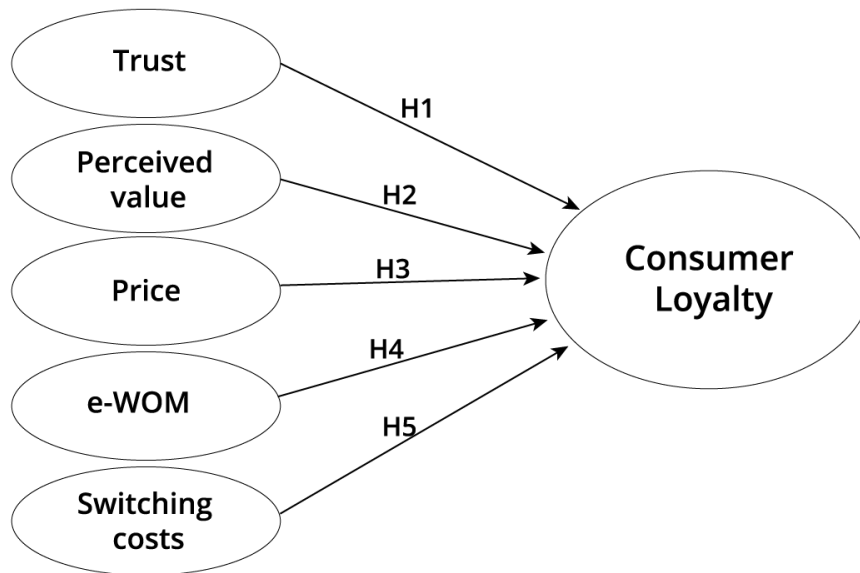 Trust
H1
Perceived
value
H2
Price
H3
Consumer
Loyalty
e-WOM
H4
Switching
costs
H5